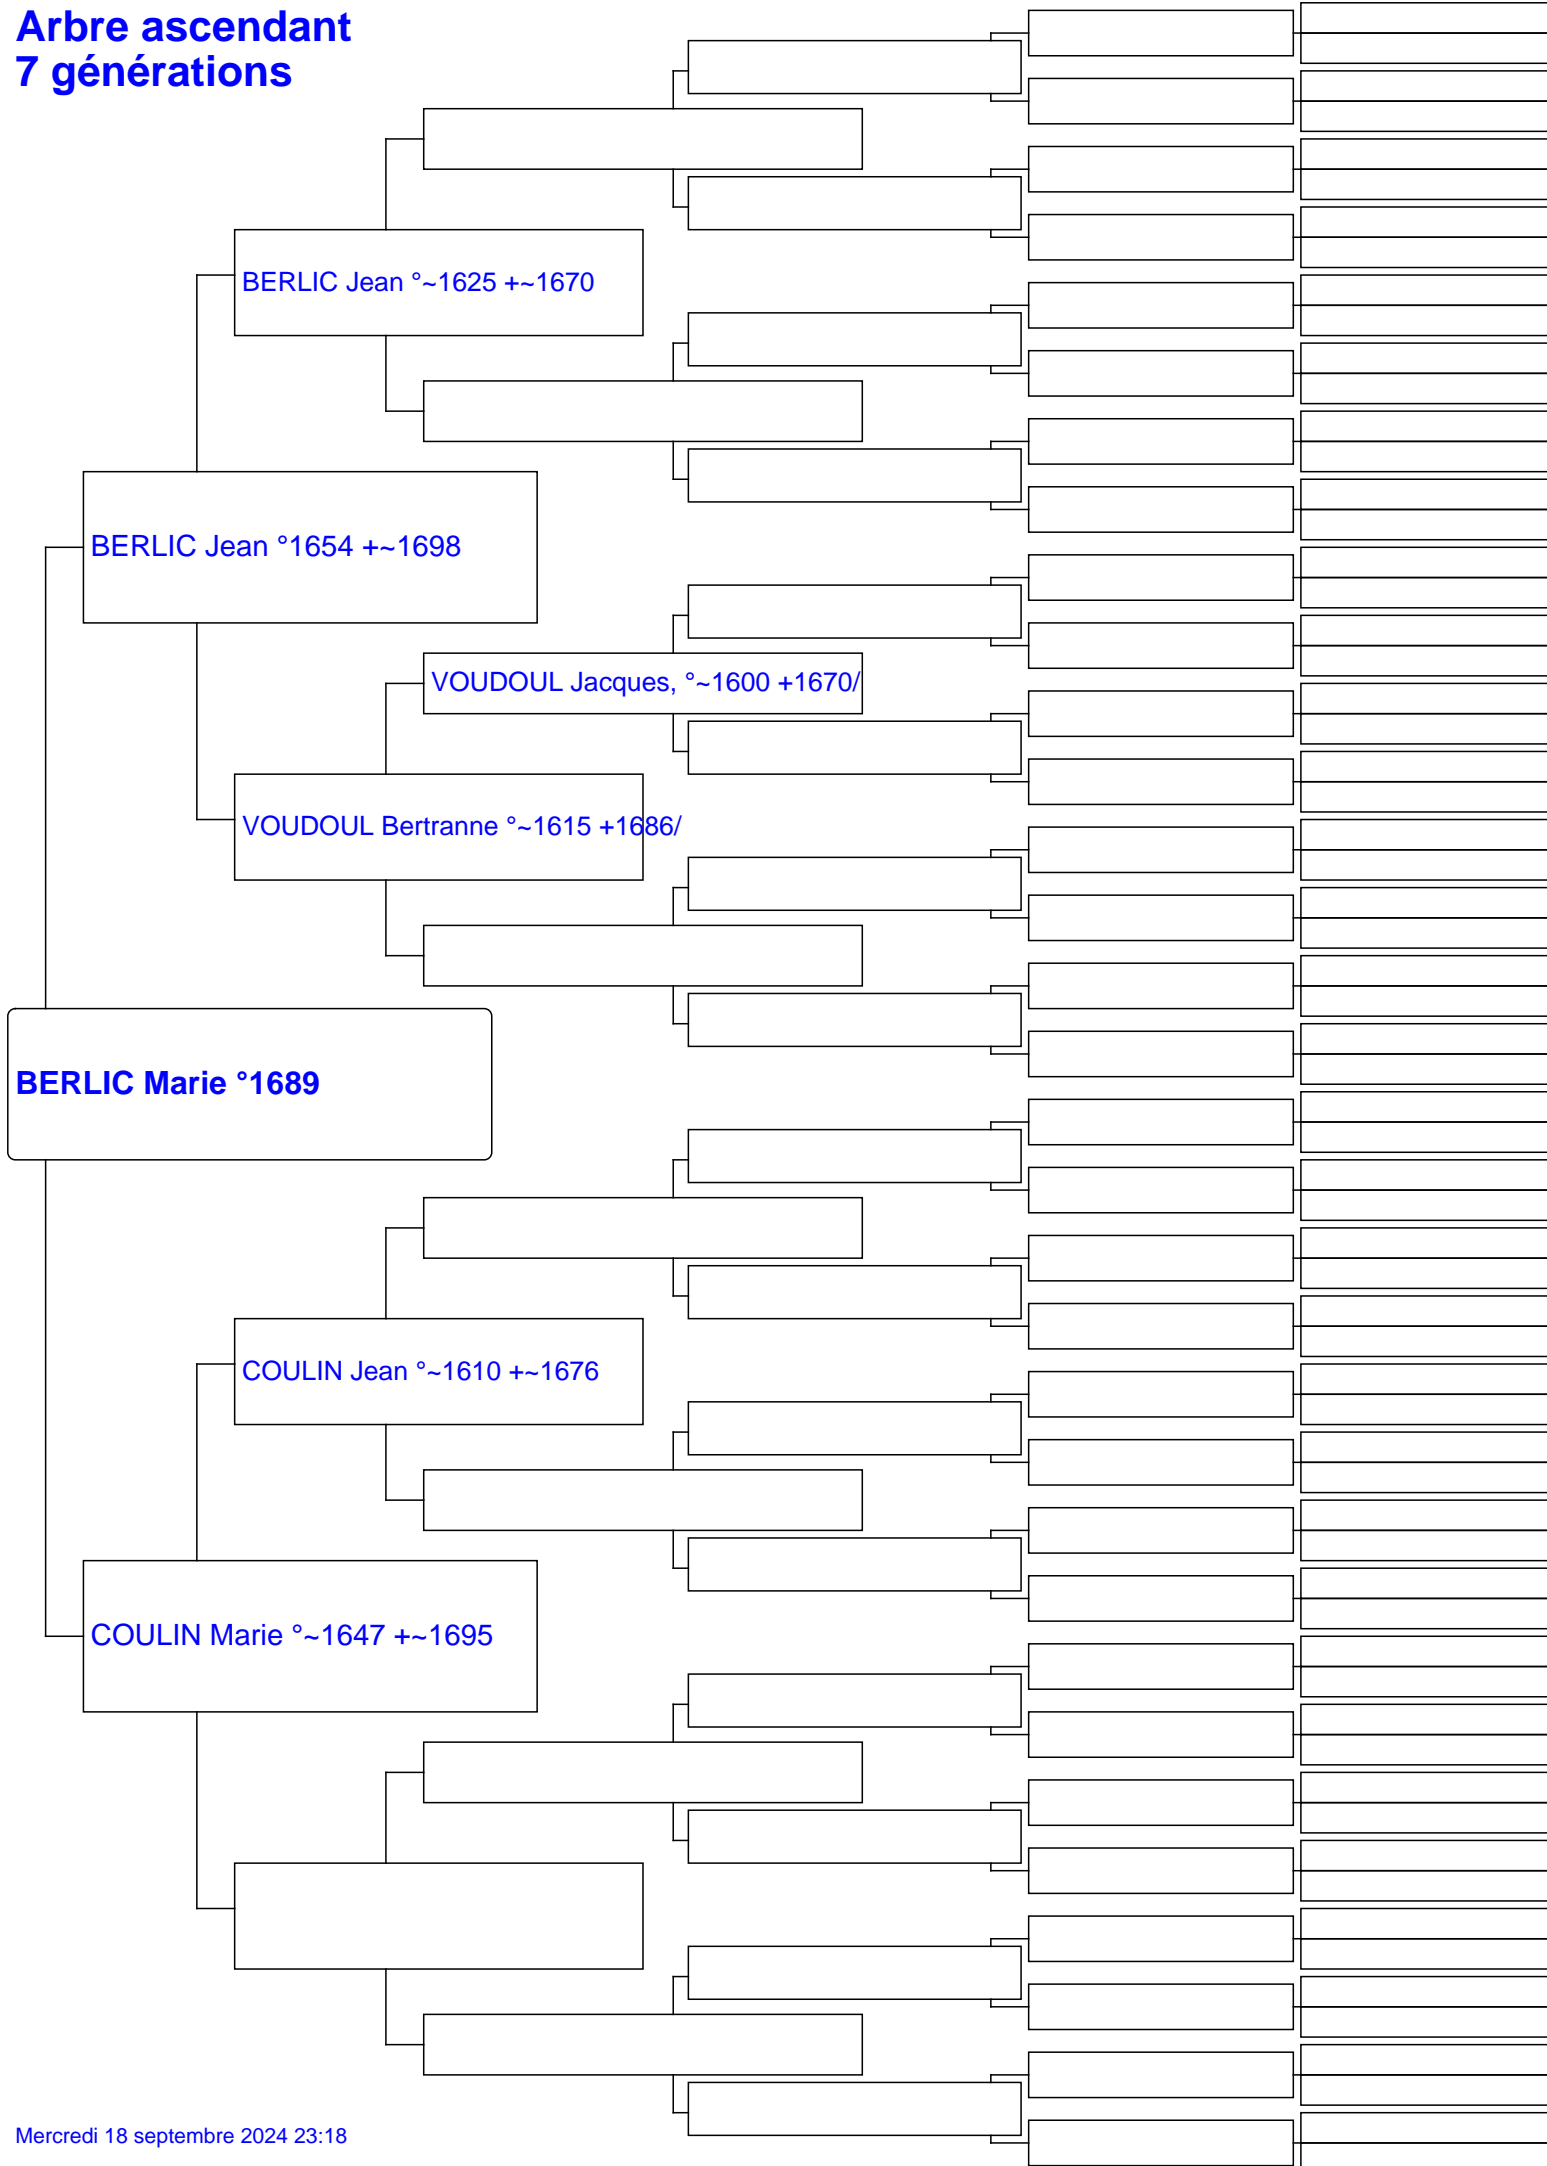 Arbre ascendant
7 générations
BERLIC Jean °~1625 +~1670
BERLIC Jean °1654 +~1698
VOUDOUL Jacques, °~1600 +1670/
VOUDOUL Bertranne °~1615 +1686/
BERLIC Marie °1689
COULIN Jean °~1610 +~1676
COULIN Marie °~1647 +~1695
Mercredi 18 septembre 2024 23:18